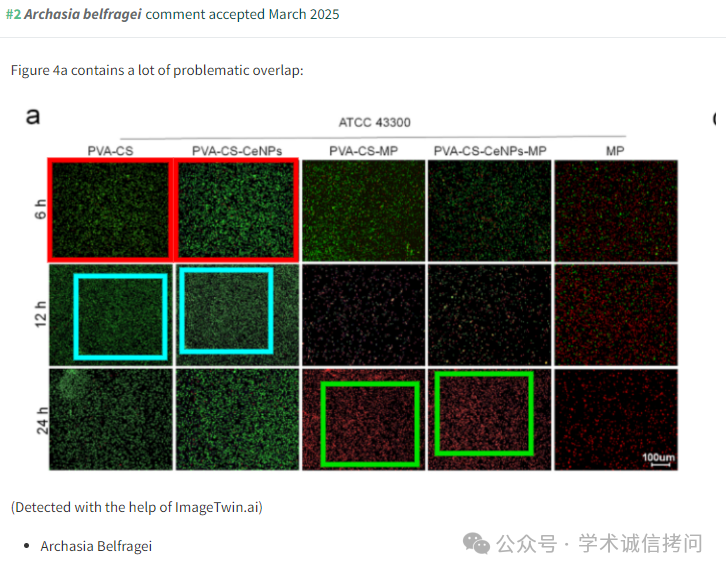 #2 Archasia belfragei comment accepted March 2025
Figure 4a contains a lot of problematic overlap:
a
ATCC 43300
PVA-CS PVA-CS-CeNPs PVA-CS-MP PVA-CS-CeNPs-MP MP
6 h
12 h
24 h
100um
(Detected with the help of ImageTwin.ai)
• Archasia Belfragei
公众号 · 学术诚信拷问